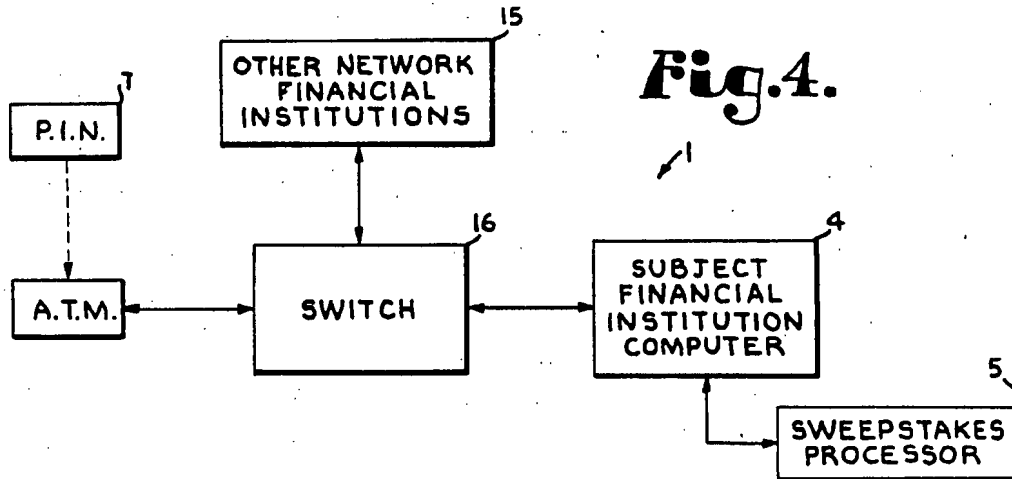 15
OTHER NETWORK
FINANCIAL
INSTITUTIONS
Fig.4.
7
P.I.N.
1
16
4
SWITCH
SUBJECT
FINANCIAL
INSTITUTION
COMPUTER
A.T.M.
5
SWEEPSTAKES
PROCESSOR